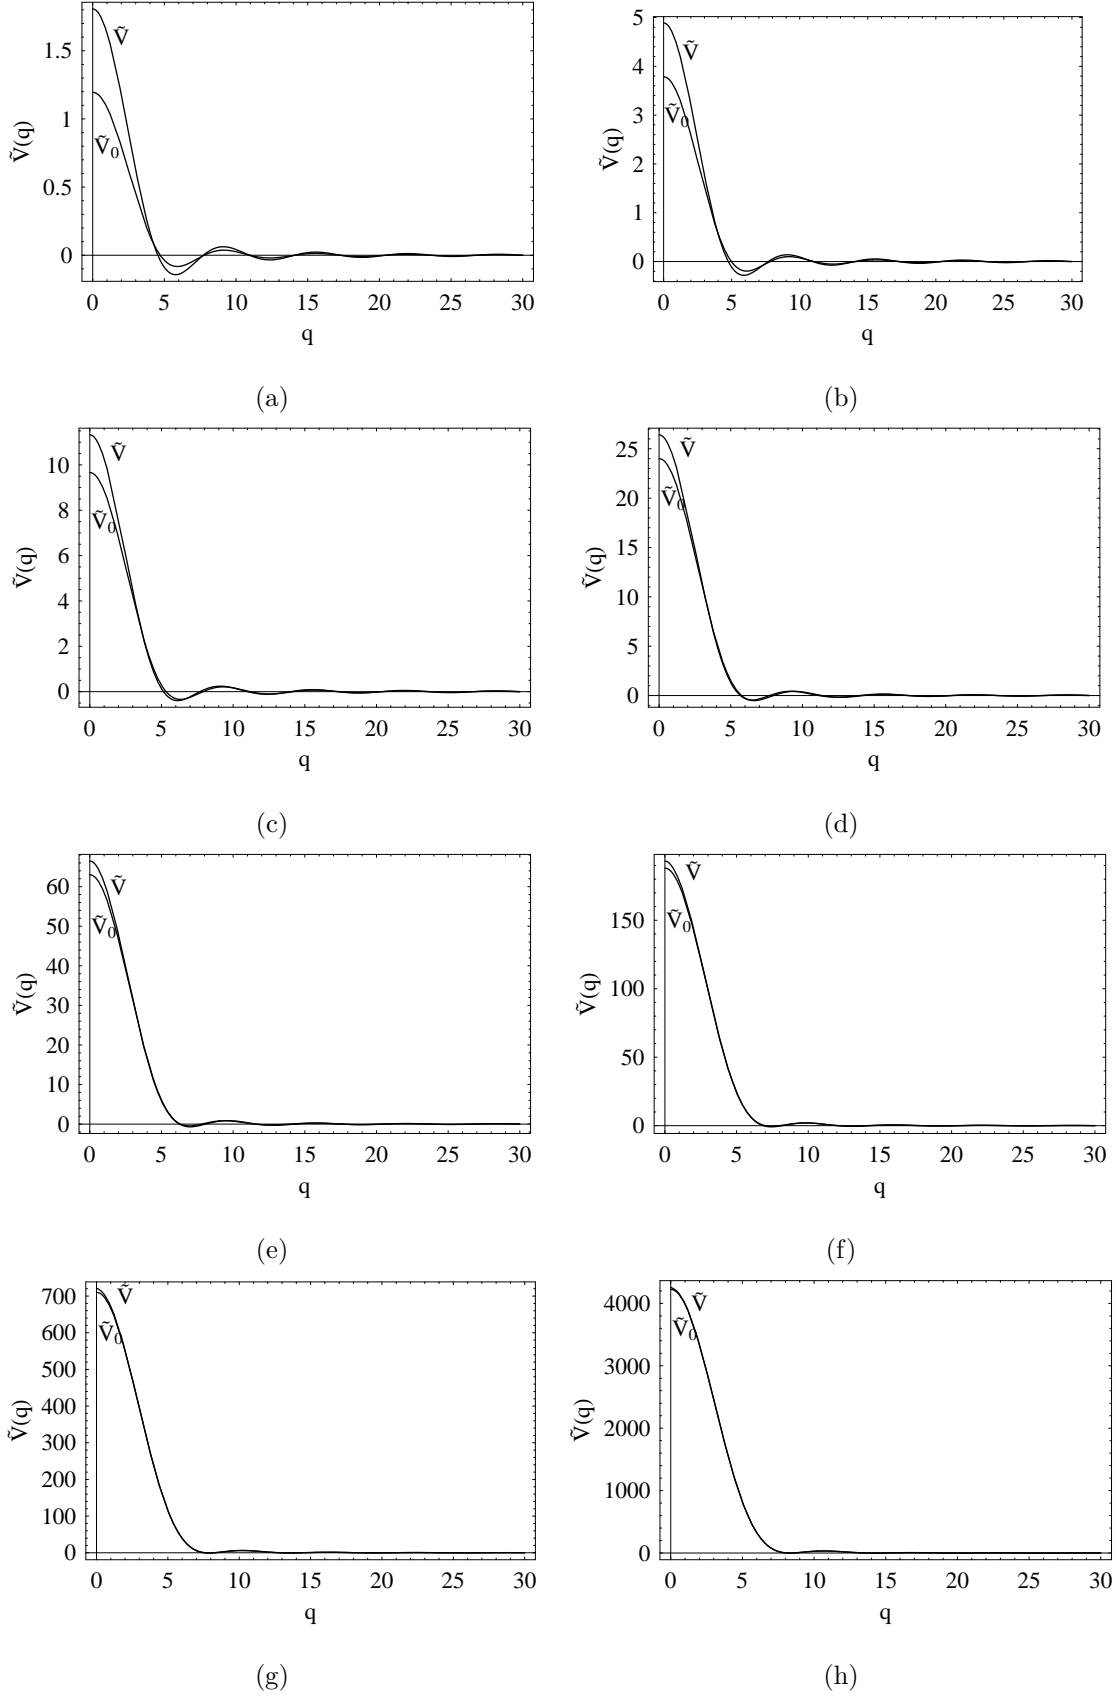 1.5
1
0.5
0
Ṽ
Ṽ0
Ṽ(q)
0 5 10 15 20 25 30
q
(a)
5
4
3
2
1
0
Ṽ
Ṽ0
Ṽ(q)
0 5 10 15 20 25 30
q
(b)
10
8
6
4
2
0
Ṽ
Ṽ0
Ṽ(q)
0 5 10 15 20 25 30
q
(c)
25
20
15
10
5
0
Ṽ
Ṽ0
Ṽ(q)
0 5 10 15 20 25 30
q
(d)
60
50
40
30
20
10
0
Ṽ
Ṽ0
Ṽ(q)
0 5 10 15 20 25 30
q
(e)
150
100
50
0
Ṽ
Ṽ0
Ṽ(q)
0 5 10 15 20 25 30
q
(f)
700
600
500
400
300
200
100
0
Ṽ
Ṽ0
Ṽ(q)
0 5 10 15 20 25 30
q
(g)
4000
3000
2000
1000
0
Ṽ
Ṽ0
Ṽ(q)
0 5 10 15 20 25 30
q
(h)